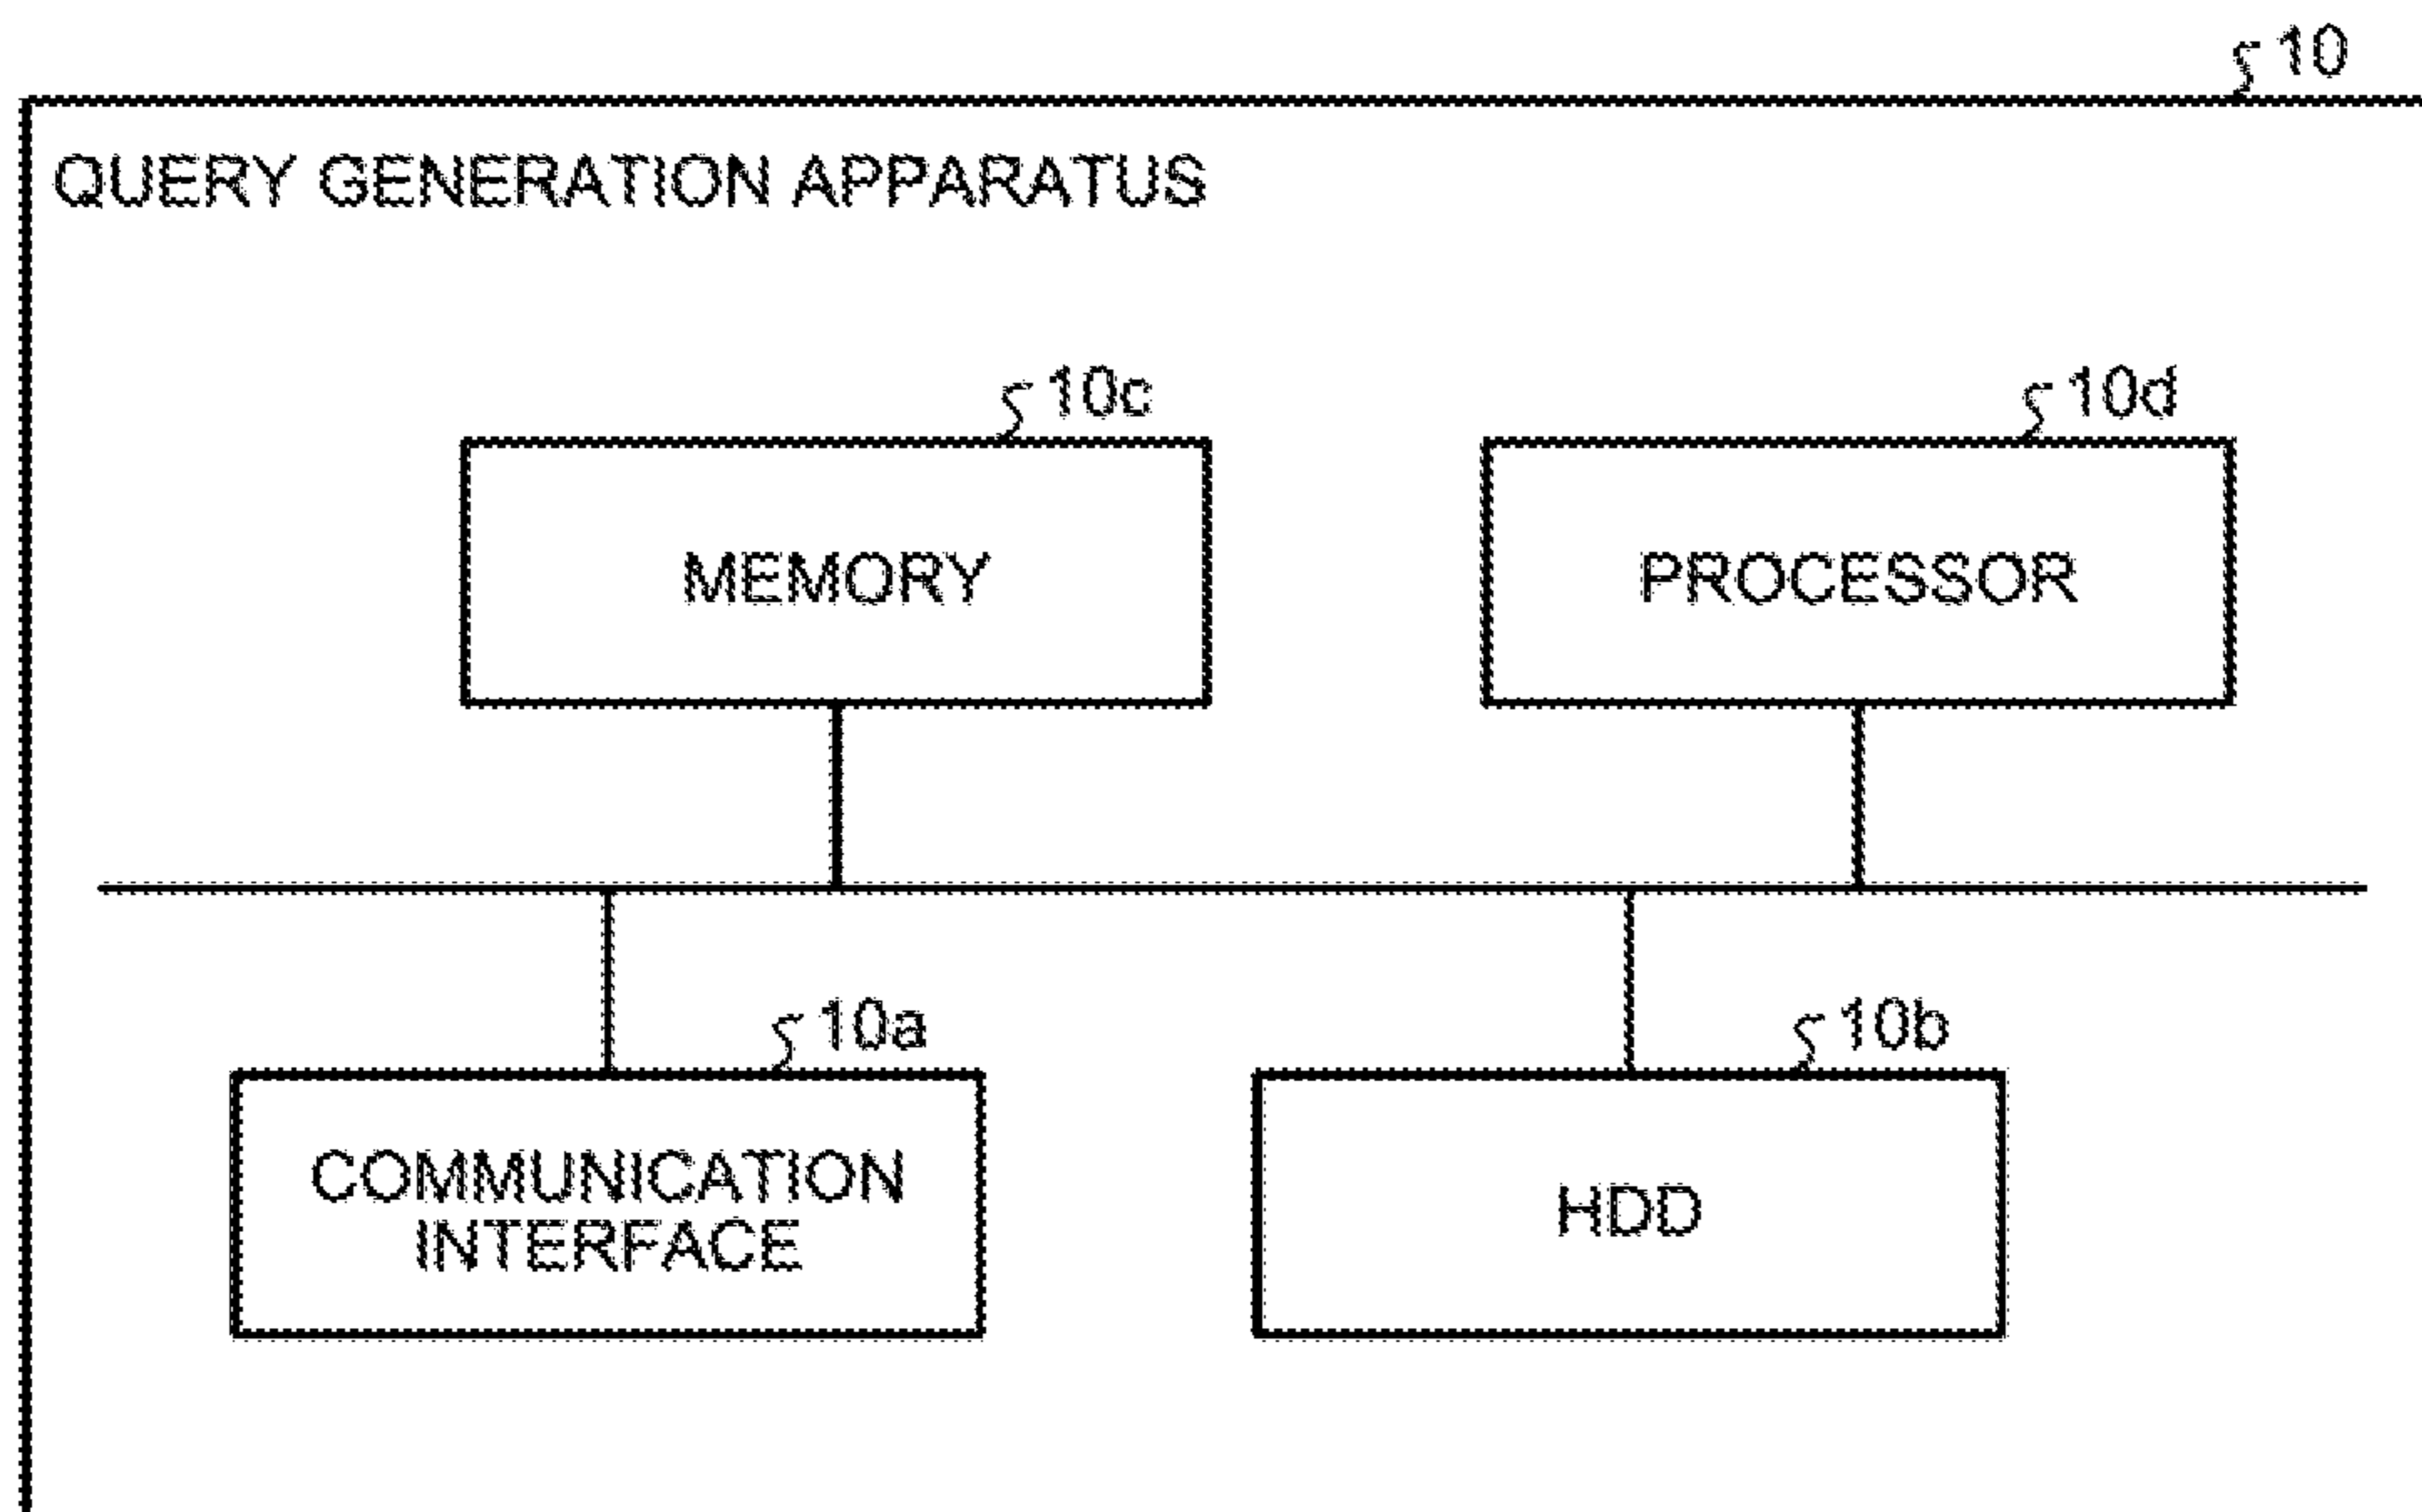 10
QUERY GENERATION APPARATUS
10c
10d
MEMORY
PROCESSOR
10a
10b
COMMUNICATION
INTERFACE
HDD